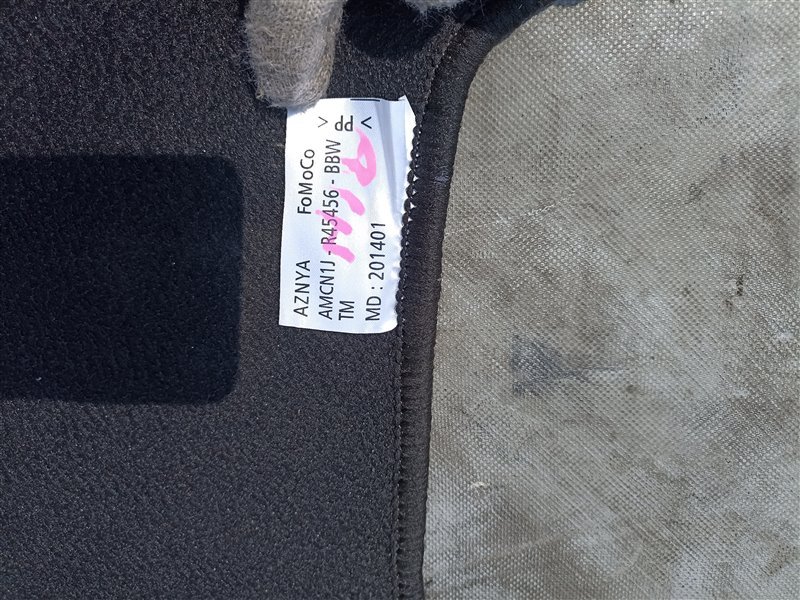 AZNYA FoMoCo >PP<
AMCN1J - R45456 - BBW
TM
MD : 201401